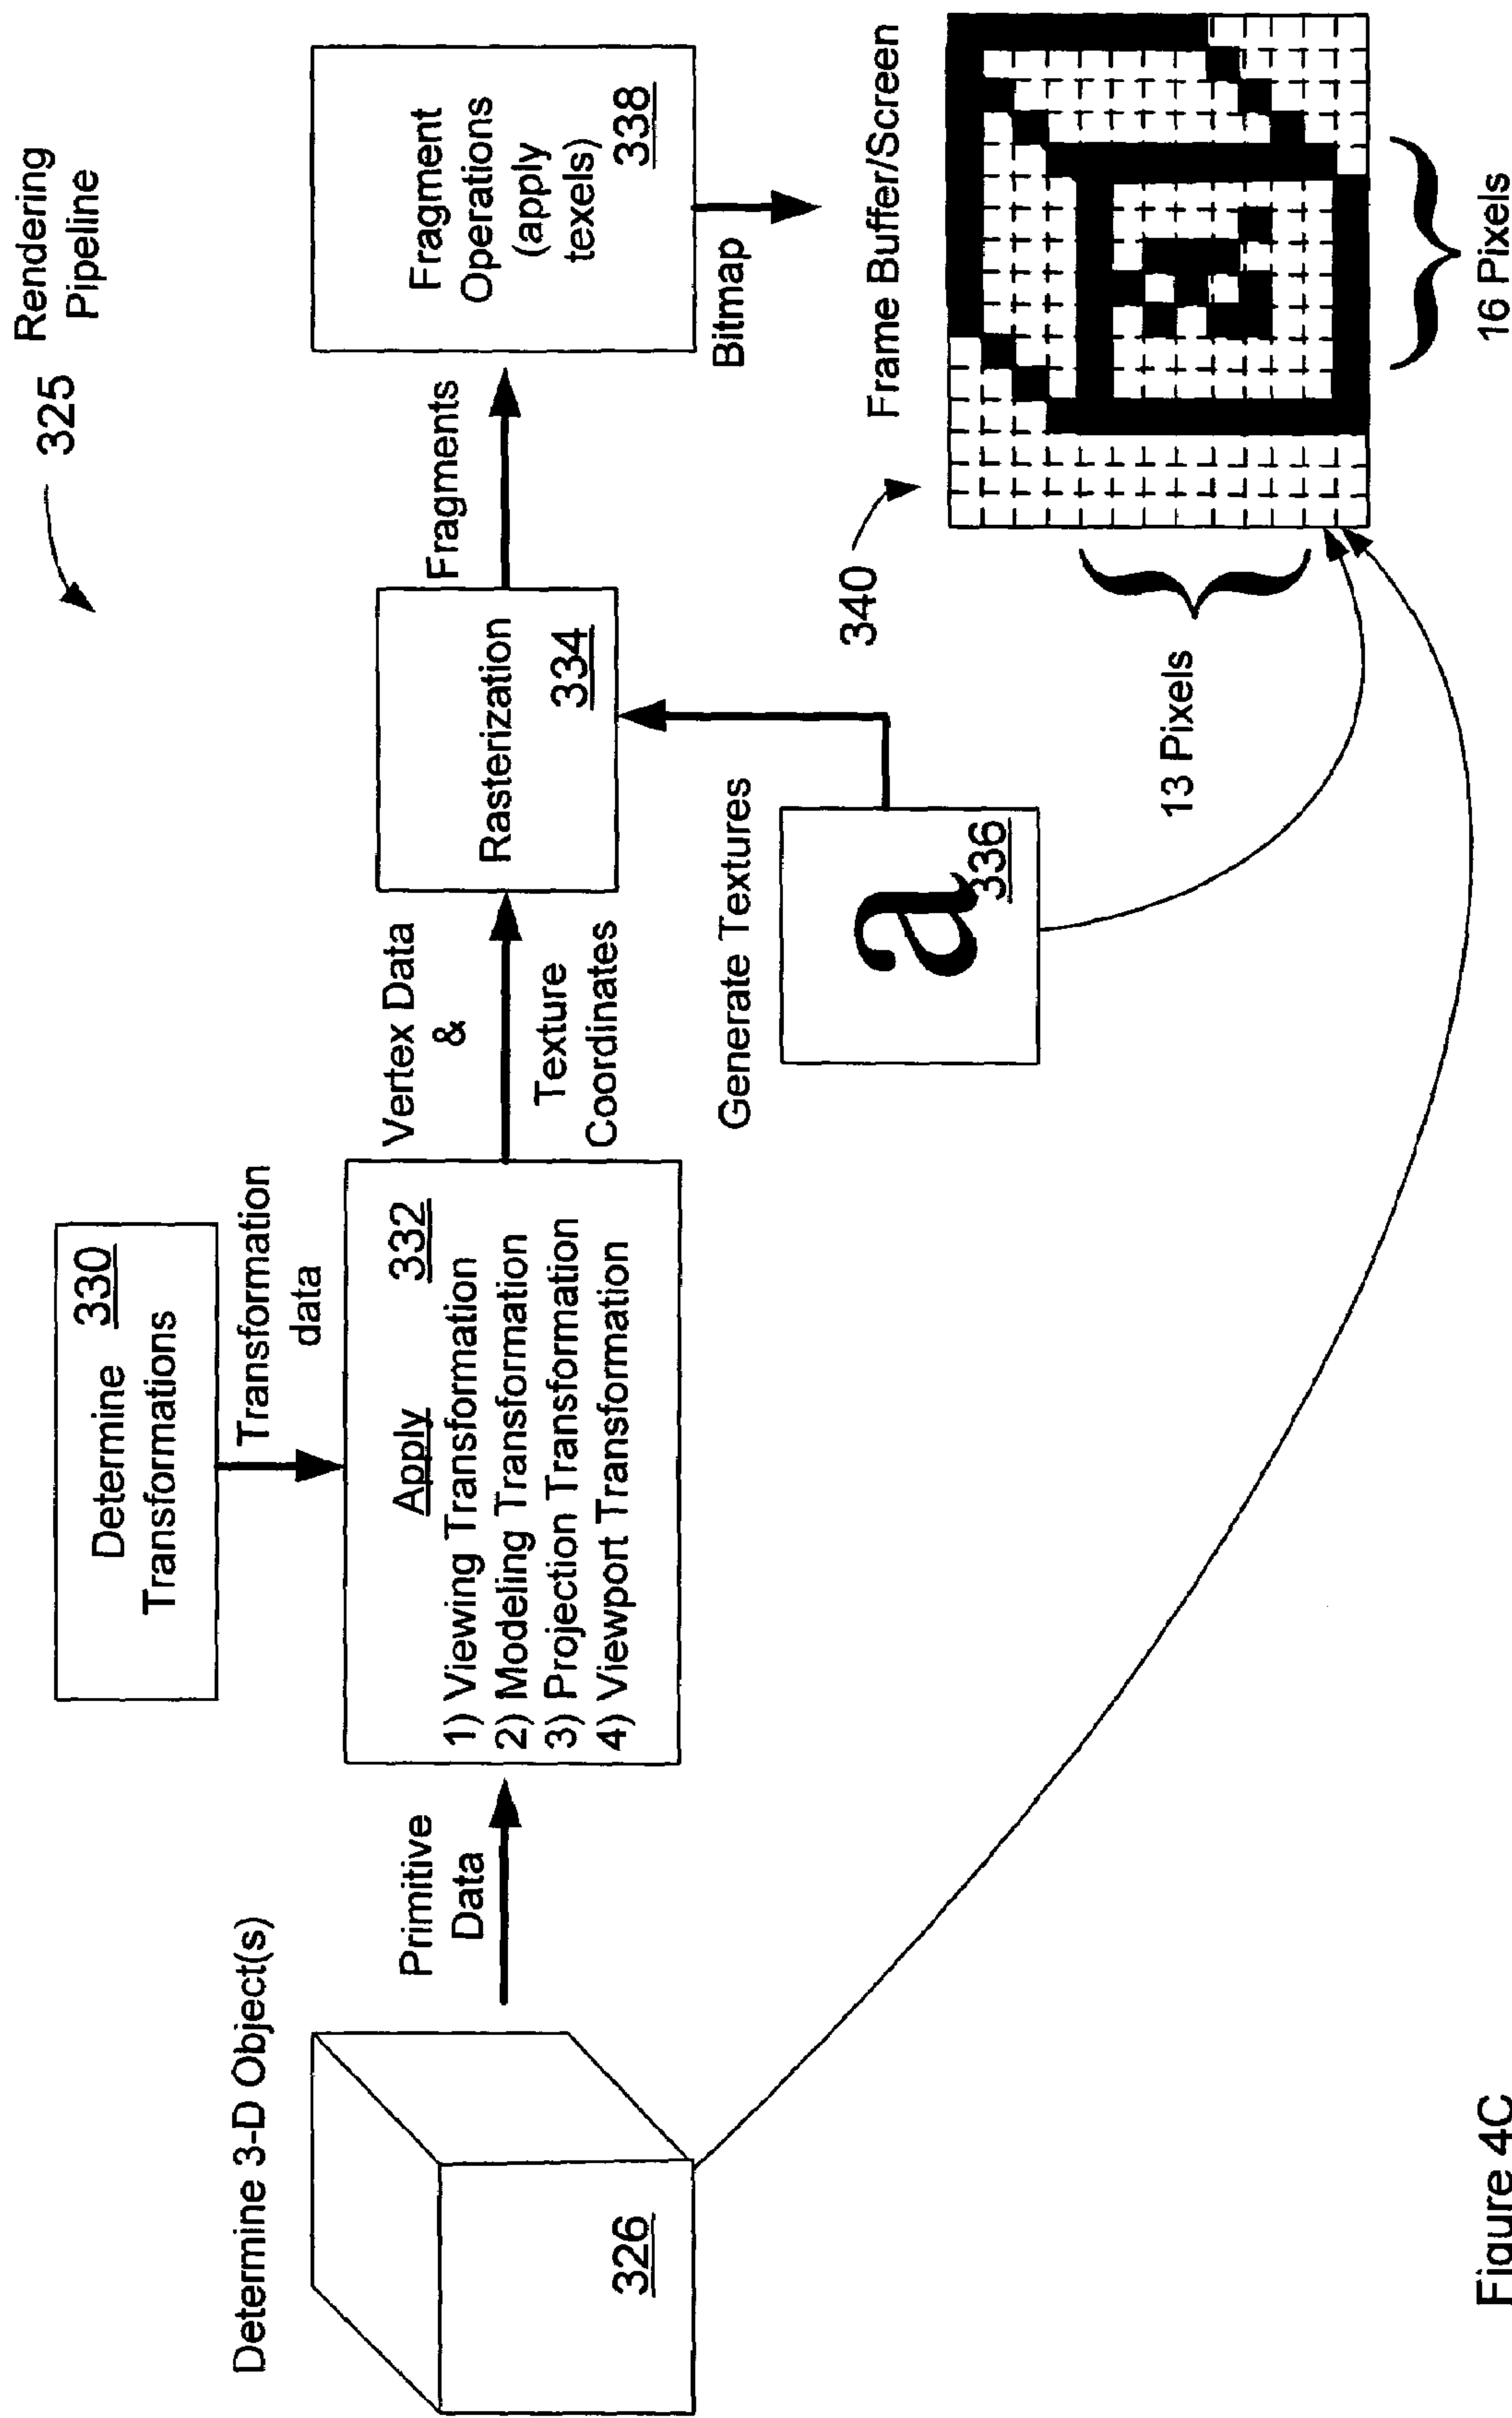 325
Rendering
Pipeline
Determine 3-D Object(s)
326
Primitive
Data
Determine 330
Transformations
Transformation
data
Apply 332
1) Viewing Transformation
2) Modeling Transformation
3) Projection Transformation
4) Viewport Transformation
Vertex Data
&
Texture
Coordinates
Rasterization
334
Generate Textures
a
336
Fragments
Fragment
Operations
(apply
texels)
338
Bitmap
340
Frame Buffer/Screen
13 Pixels
16 Pixels
Figure 4C